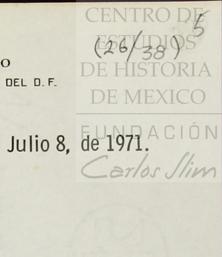 CENTRO DE
5
ESTUDIOS
(26/38)
O
DE HISTORIA
DEL D.F.
DE MEXICO
FUNDACIÓN
Julio 8, de 1971.
Carlos Slim